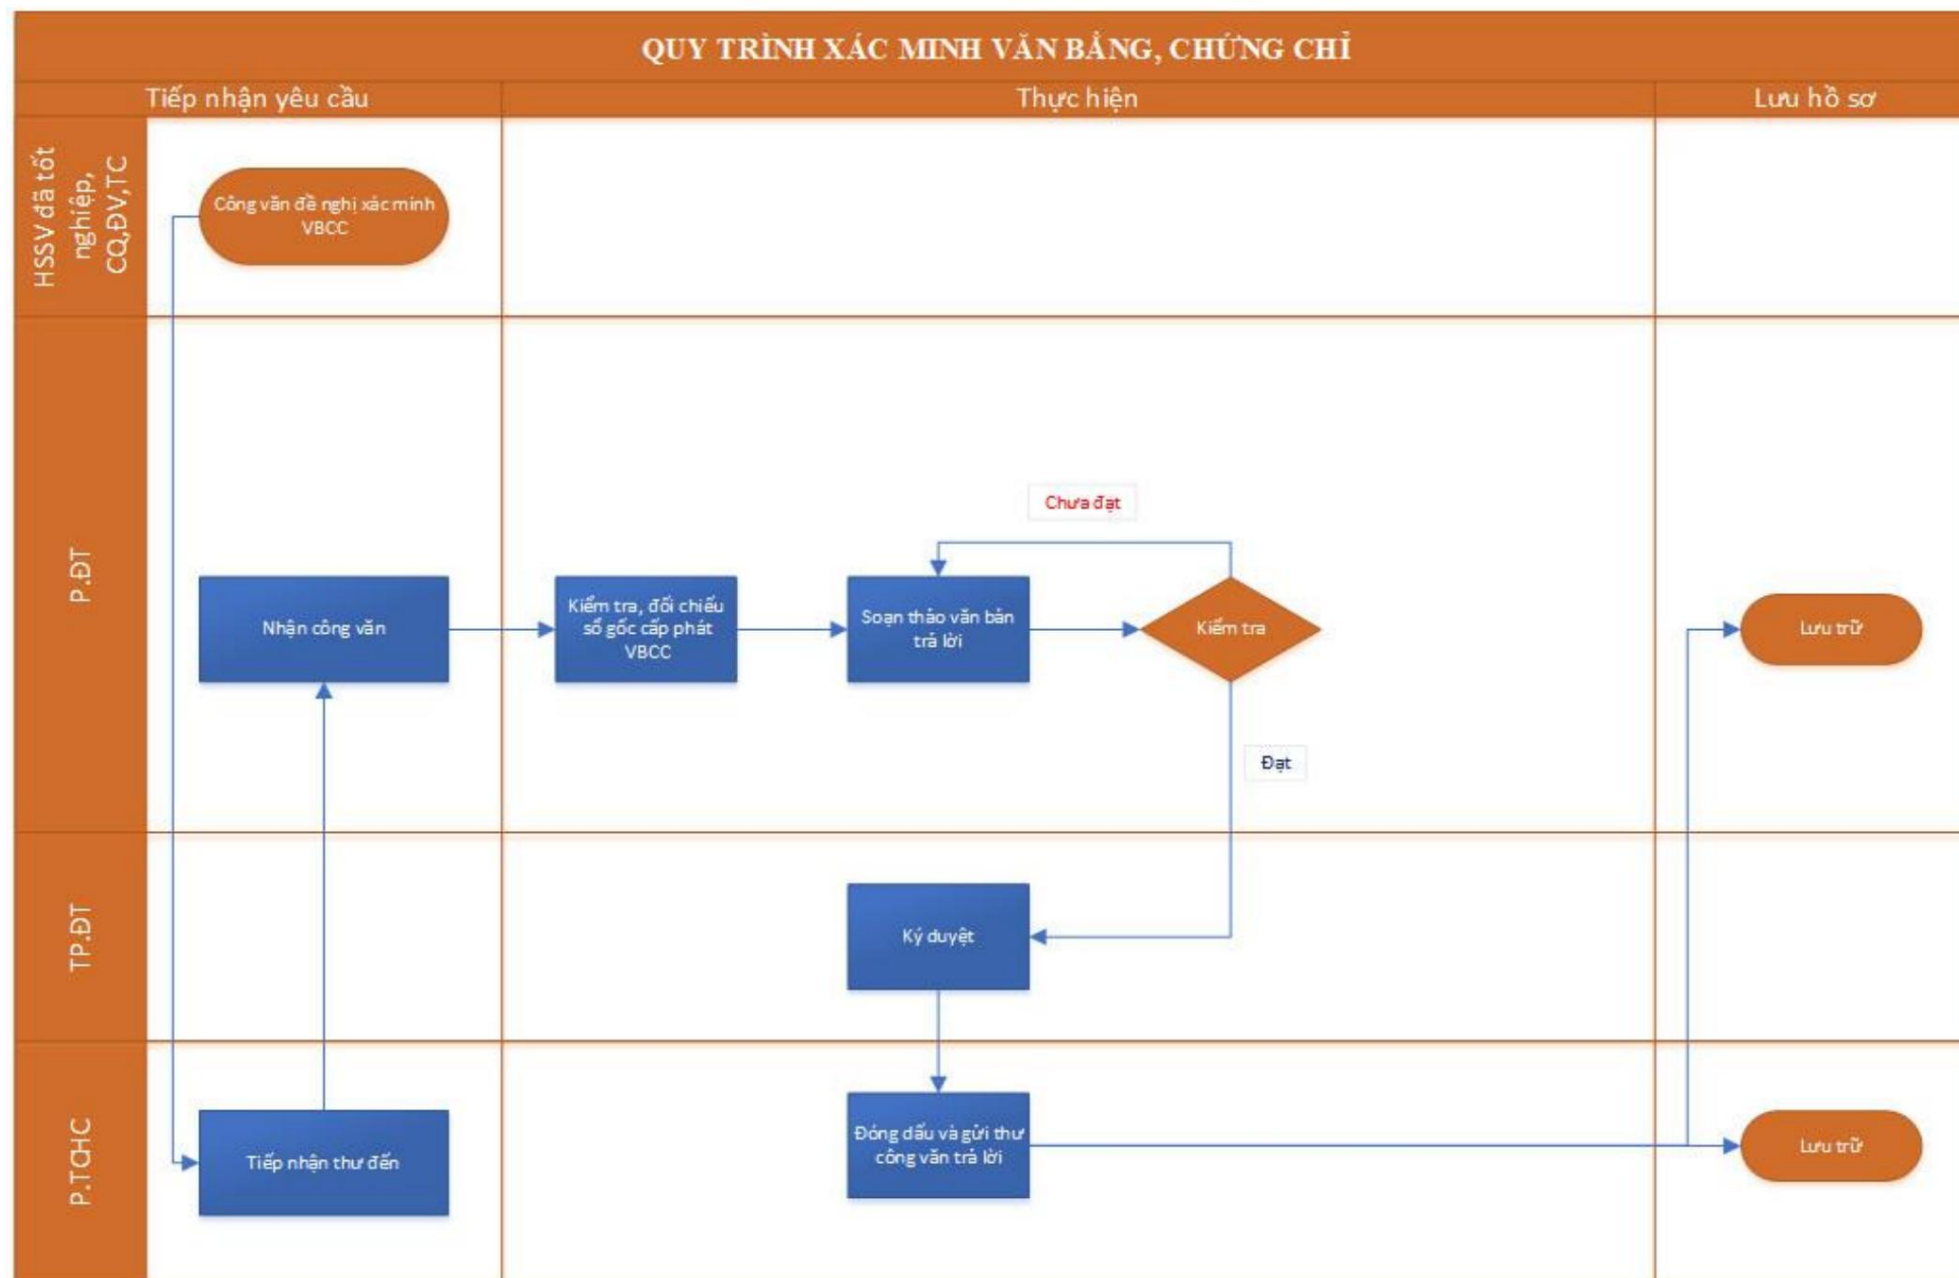 QUY TRÌNH XÁC MINH VĂN BẰNG, CHỨNG CHỈ
Tiếp nhận yêu cầu
Thực hiện
Lưu hồ sơ
HSSV đã tốt
nghiệp,
CQ,ĐV,TC
Công văn đề nghị xác minh
VBCC
P.ĐT
Nhận công văn
Kiểm tra, đối chiếu
sổ gốc cấp phát
VBCC
Soạn thảo văn bản
trả lời
Chưa đạt
Kiểm tra
Đạt
Lưu trữ
TP.ĐT
Ký duyệt
P.TCHC
Tiếp nhận thư đến
Đóng dấu và gửi thư
công văn trả lời
Lưu trữ